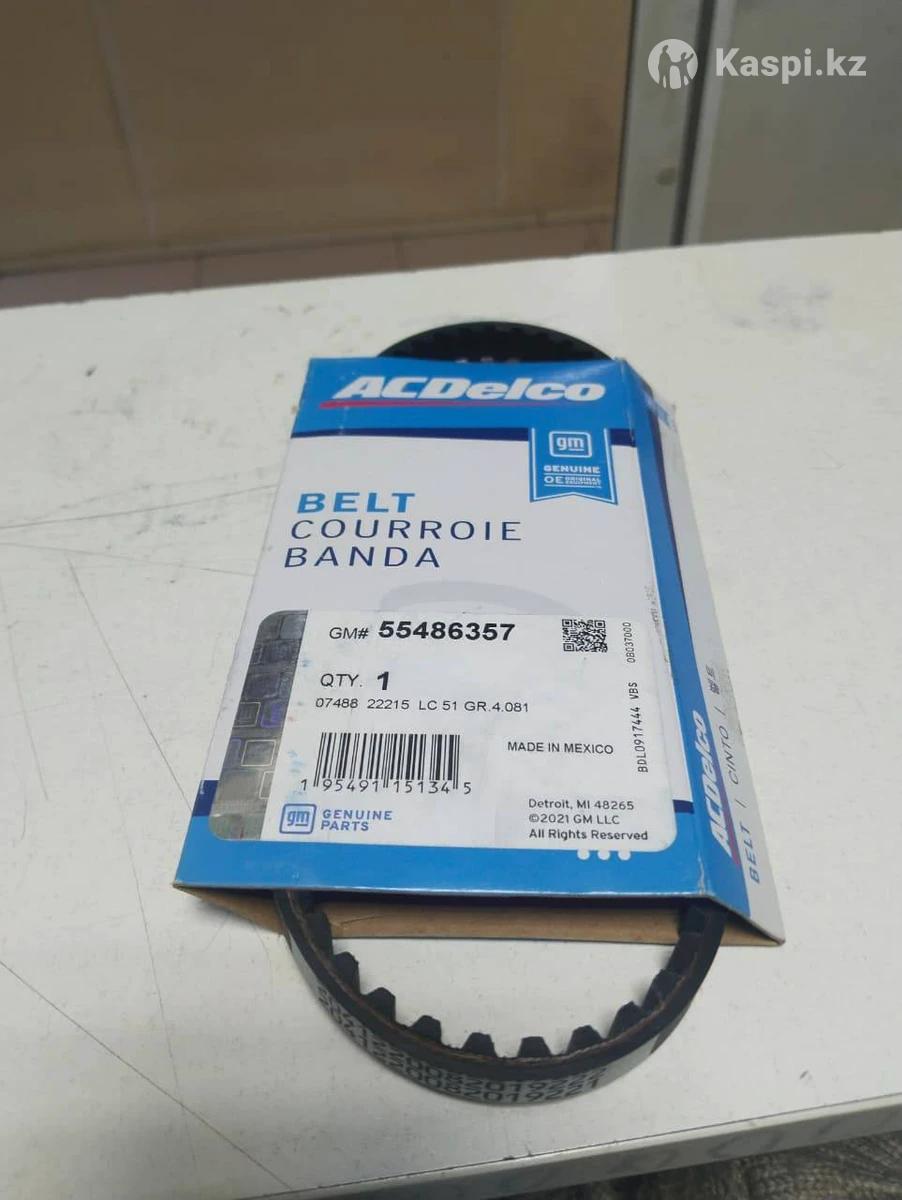 Kaspi.kz
ACDelco
gm
GENUINE
OE ORIGINAL EQUIPMENT
BELT
COURROIE
BANDA
GM# 55486357
QTY. 1
07488 22215 LC 51 GR.4.081
MADE IN MEXICO
1 95491 15134 5
gm GENUINE PARTS
Detroit, MI 48265
©2021 GM LLC
All Rights Reserved
BDL0917444 VBS 0B037000
ACDelco
BELT | CINTO |